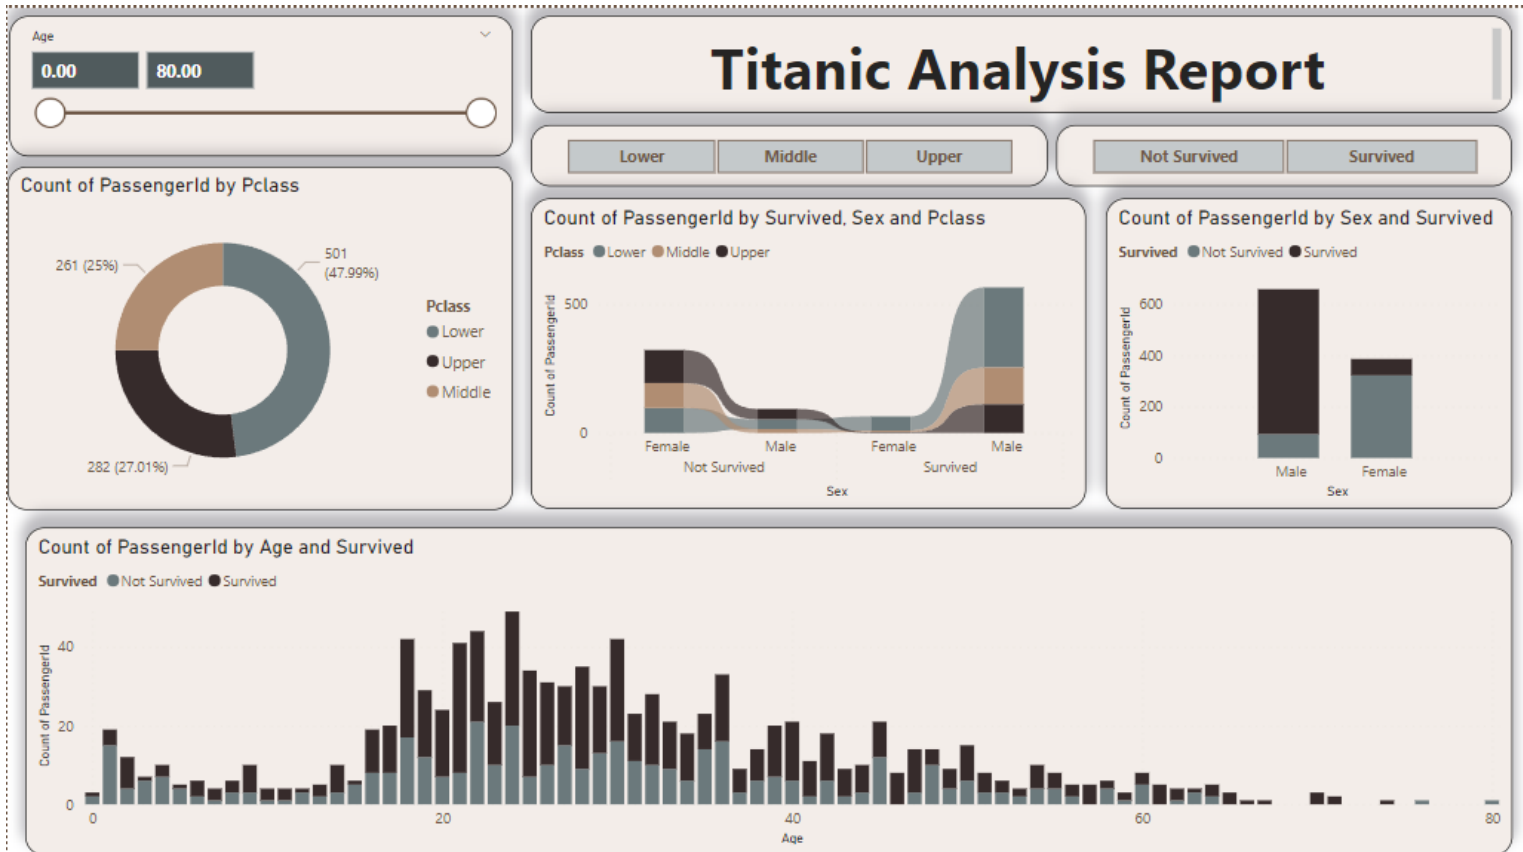 Age
0.00 80.00
Titanic Analysis Report
Lower Middle Upper
Not Survived Survived
Count of PassengerId by Pclass
261 (25%)
501
(47.99%)
282 (27.01%)
Pclass
Lower
Upper
Middle
Count of PassengerId by Survived, Sex and Pclass
Pclass Lower Middle Upper
Count of PassengerId
500
0
Female Male Female Male
Not Survived Survived
Sex
Count of PassengerId by Sex and Survived
Survived Not Survived Survived
Count of PassengerId
600
400
200
0
Male Female
Sex
Count of PassengerId by Age and Survived
Survived Not Survived Survived
Count of PassengerId
40
20
0
0 20 40 60 80
Age